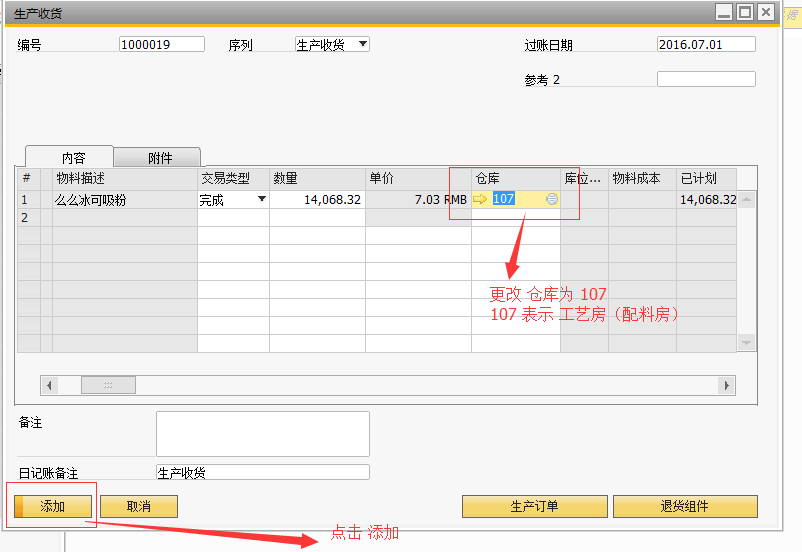 生产收货
编号 1000019 序列 生产收货 过账日期 2016.07.01
参考 2
内容 附件
# 物料描述 交易类型 数量 单价 仓库 库位... 物料成本 已计划
1 么么冰可吸粉 完成 14,068.32 7.03 RMB 107 14,068.32
2
更改 仓库为 107
107 表示 工艺房（配料房）
备注
日记账备注 生产收货
添加 取消 生产订单 退货组件
点击 添加